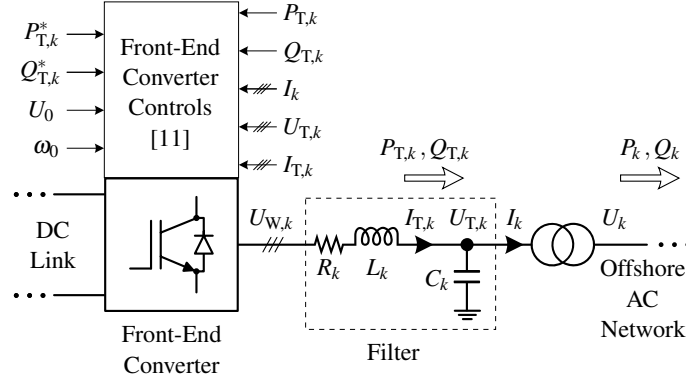 P*T,k
Q*T,k
U0
ω0
Front-End
Converter
Controls
[11]
PT,k
QT,k
Ik
UT,k
IT,k
PT,k , QT,k
Pk , Qk
DC
Link
UW,k
Rk
Lk
IT,k
UT,k
Ck
Ik
Uk
Offshore
AC
Network
Front-End
Converter
Filter